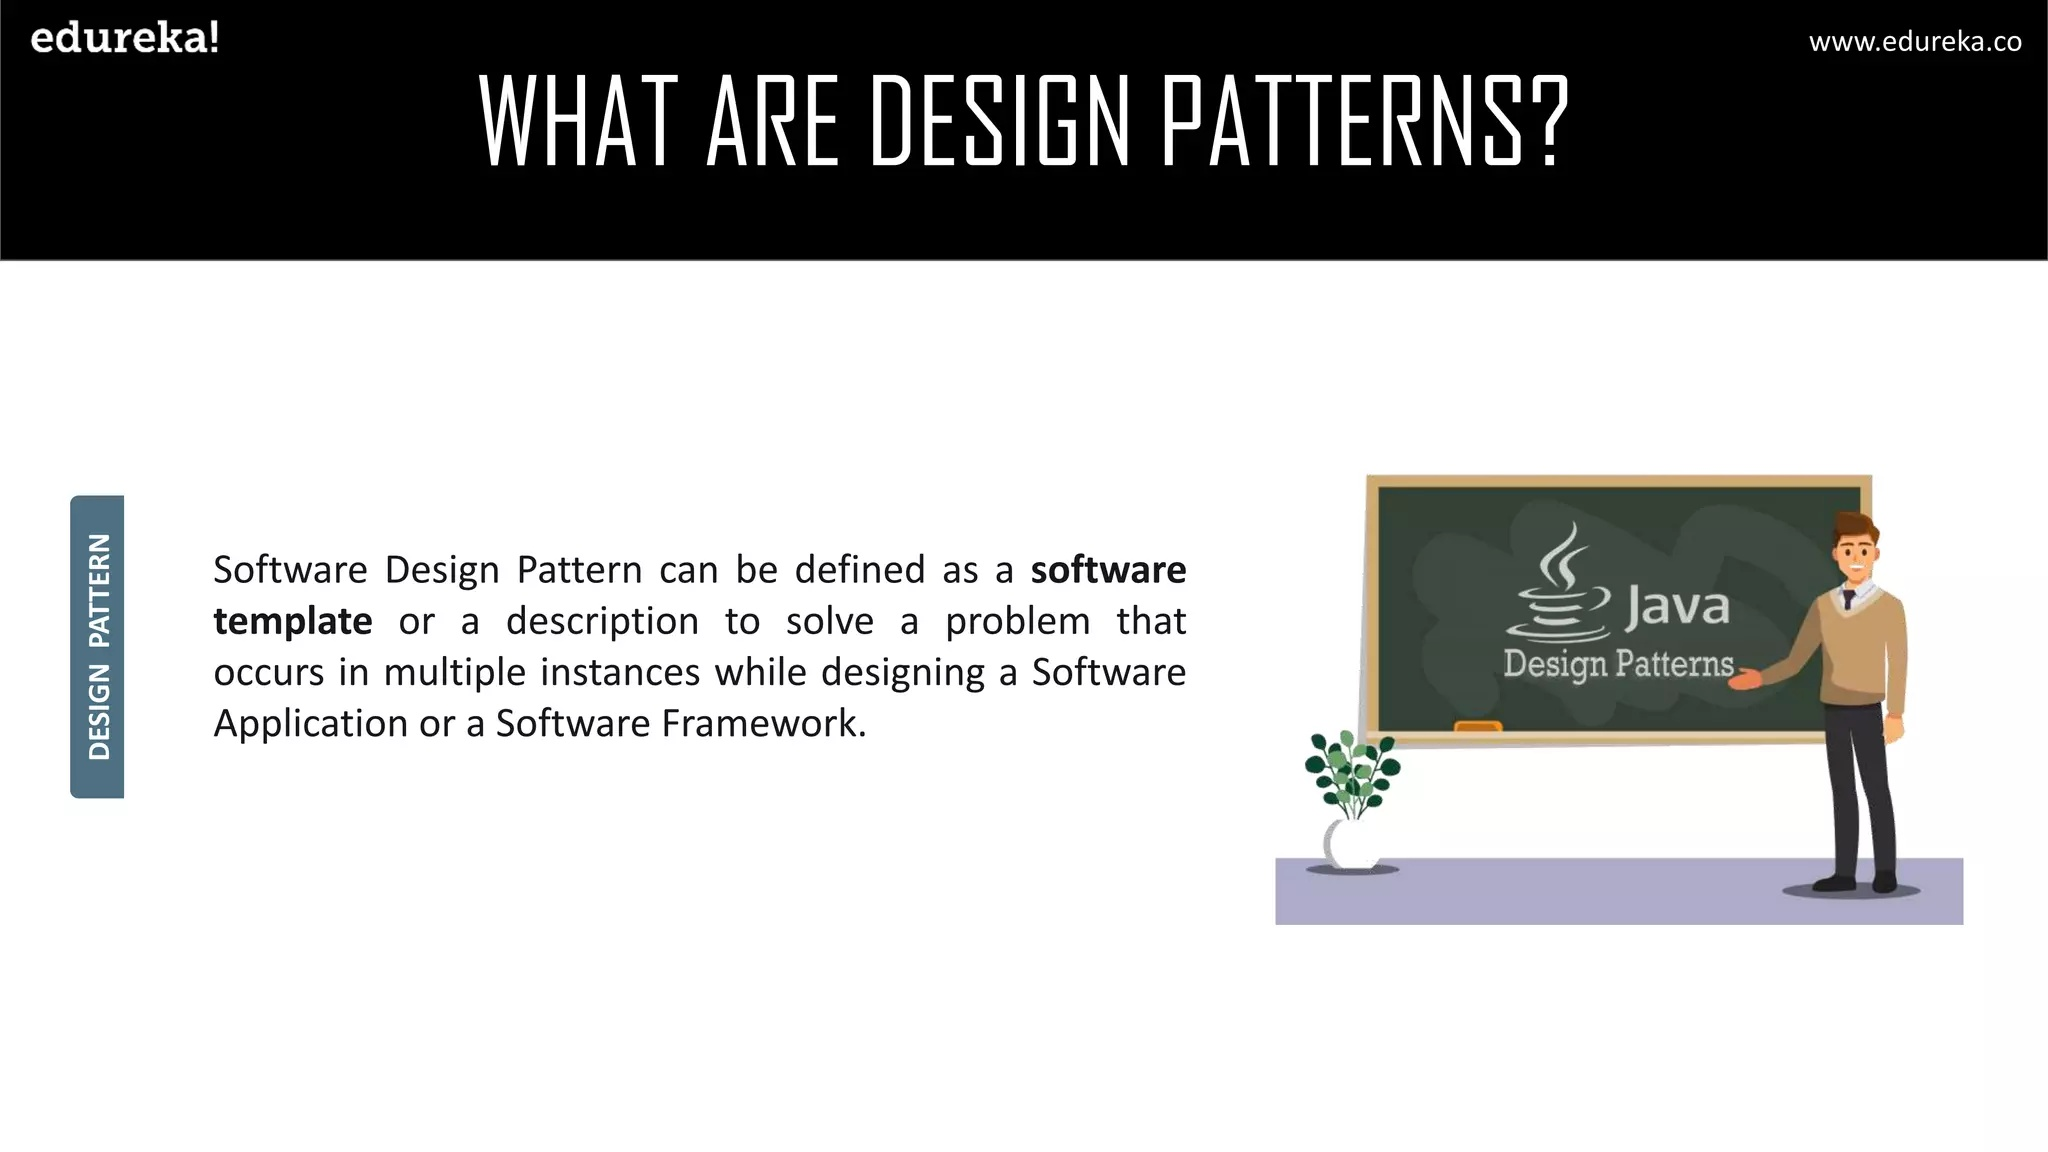 edureka!
www.edureka.co
WHAT ARE DESIGN PATTERNS?
DESIGN PATTERN
Software Design Pattern can be defined as a software
template or a description to solve a problem that
occurs in multiple instances while designing a Software
Application or a Software Framework.
Java
Design Patterns